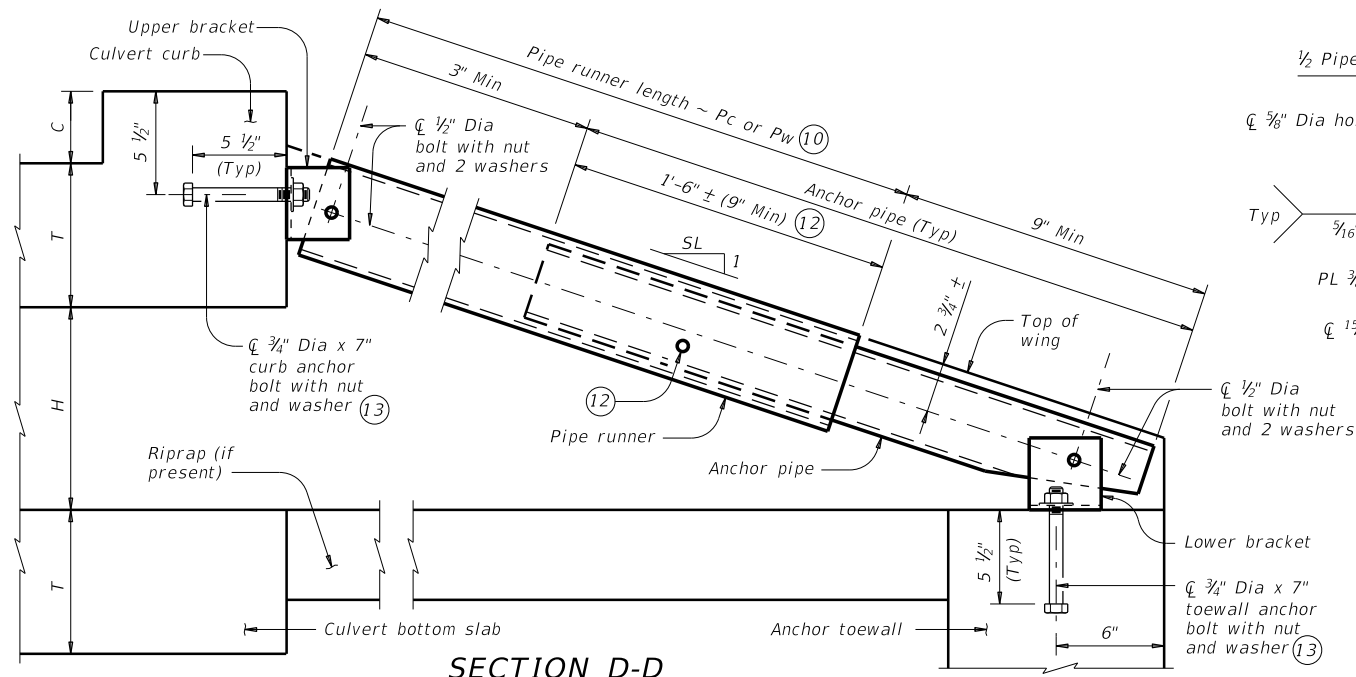 Upper bracket
Culvert curb
C
5 ½"
5 ½"
(Typ)
T
H
T
3" Min
Pipe runner length ~ Pc or Pw 10
℄ ½" Dia
bolt with nut
and 2 washers
1'-6" ± (9" Min) 12
Anchor pipe (Typ)
9" Min
SL
1
2 ¾" ±
Top of
wing
℄ ¾" Dia x 7"
curb anchor
bolt with nut
and washer 13
12
Pipe runner
Anchor pipe
℄ ½" Dia
bolt with nut
and 2 washers
Riprap (if
present)
5 ½"
(Typ)
Lower bracket
℄ ¾" Dia x 7"
toewall anchor
bolt with nut
and washer 13
6"
Culvert bottom slab
Anchor toewall
SECTION D-D
½ Pipe
℄ ⅝" Dia ho
Typ
5/16"
PL
℄